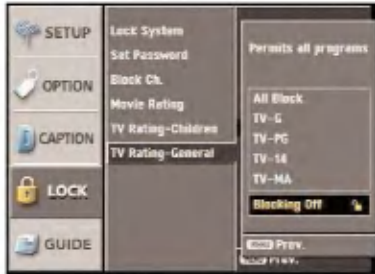 SETUP
OPTION
CAPTION
LOCK
GUIDE
Lock System
Set Password
Block Ch.
Movie Rating
TV Rating-Children
TV Rating-General
Permits all programs
All Block
TV-G
TV-PG
TV-14
TV-MA
Blocking Off
Prev.
Prev.